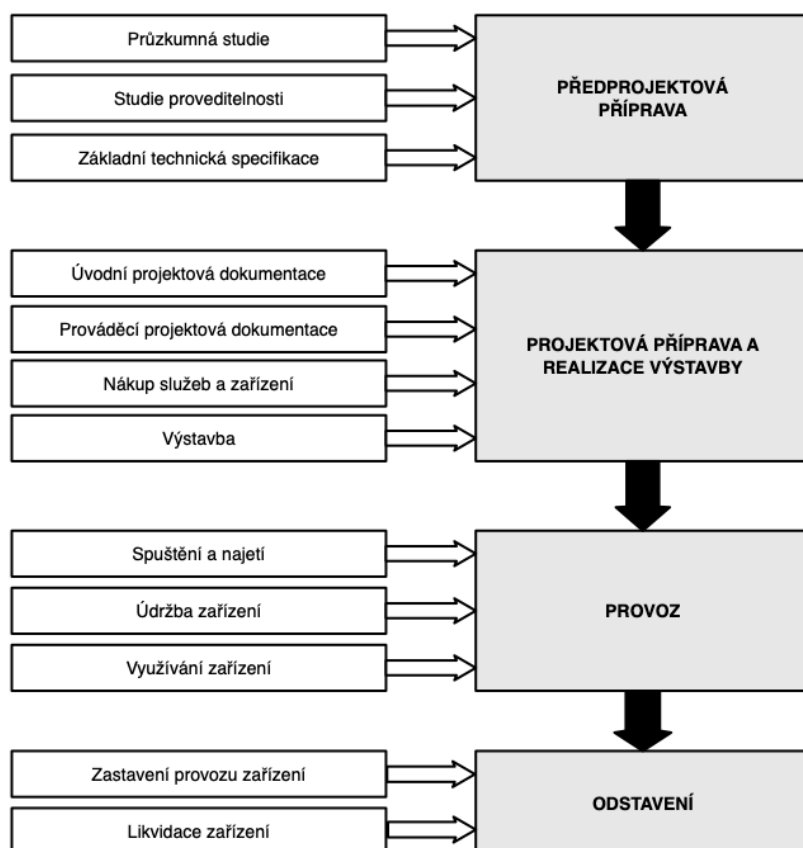 Průzkumná studie
Studie proveditelnosti
Základní technická specifikace
PŘEDPROJEKTOVÁ
PŘÍPRAVA
Úvodní projektová dokumentace
Prováděcí projektová dokumentace
Nákup služeb a zařízení
Výstavba
PROJEKTOVÁ PŘÍPRAVA A
REALIZACE VÝSTAVBY
Spuštění a najetí
Údržba zařízení
Využívání zařízení
PROVOZ
Zastavení provozu zařízení
Likvidace zařízení
ODSTAVENÍ